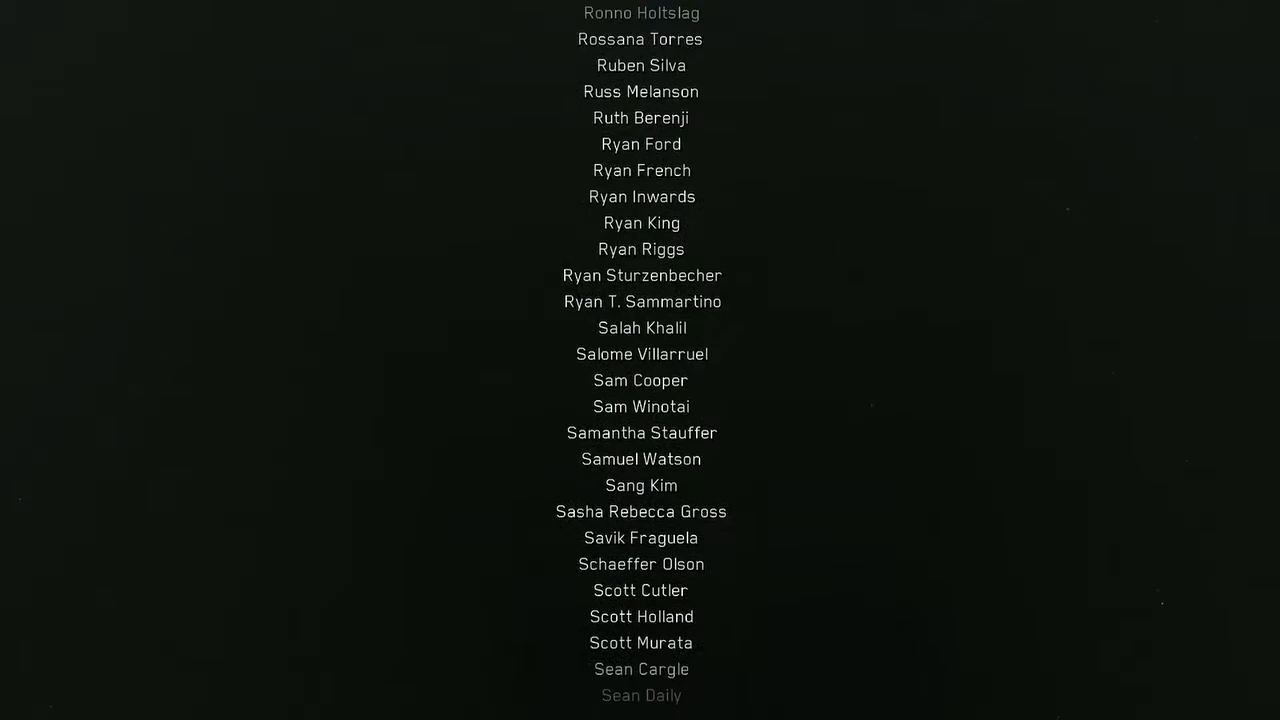 Ronno Holtslag
Rossana Torres
Ruben Silva
Russ Melanson
Ruth Berenji
Ryan Ford
Ryan French
Ryan Inwards
Ryan King
Ryan Riggs
Ryan Sturzenbecher
Ryan T. Sammartino
Salah Khalil
Salome Villarruel
Sam Cooper
Sam Winotai
Samantha Stauffer
Samuel Watson
Sang Kim
Sasha Rebecca Gross
Savik Fraguela
Schaeffer Olson
Scott Cutler
Scott Holland
Scott Murata
Sean Cargle
Sean Daily